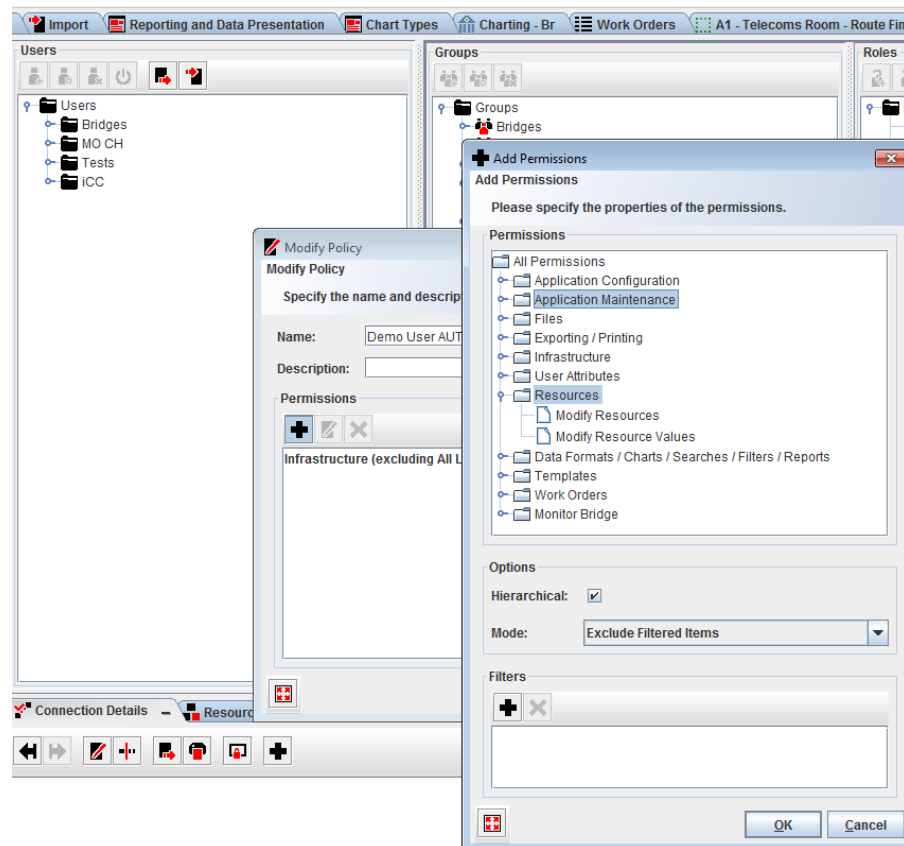 Import Reporting and Data Presentation Chart Types Charting - Br Work Orders A1 - Telecoms Room - Route Fin
Users
Users
Bridges
MO CH
Tests
iCC
Groups
Groups
Bridges
Roles
Modify Policy
Modify Policy
Specify the name and descript
Name: Demo User AUT
Description:
Permissions
Infrastructure (excluding All L
Add Permissions
Add Permissions
Please specify the properties of the permissions.
Permissions
All Permissions
Application Configuration
Application Maintenance
Files
Exporting / Printing
Infrastructure
User Attributes
Resources
Modify Resources
Modify Resource Values
Data Formats / Charts / Searches / Filters / Reports
Templates
Work Orders
Monitor Bridge
Options
Hierarchical:
Mode: Exclude Filtered Items
Filters
OK Cancel
Connection Details Resourc